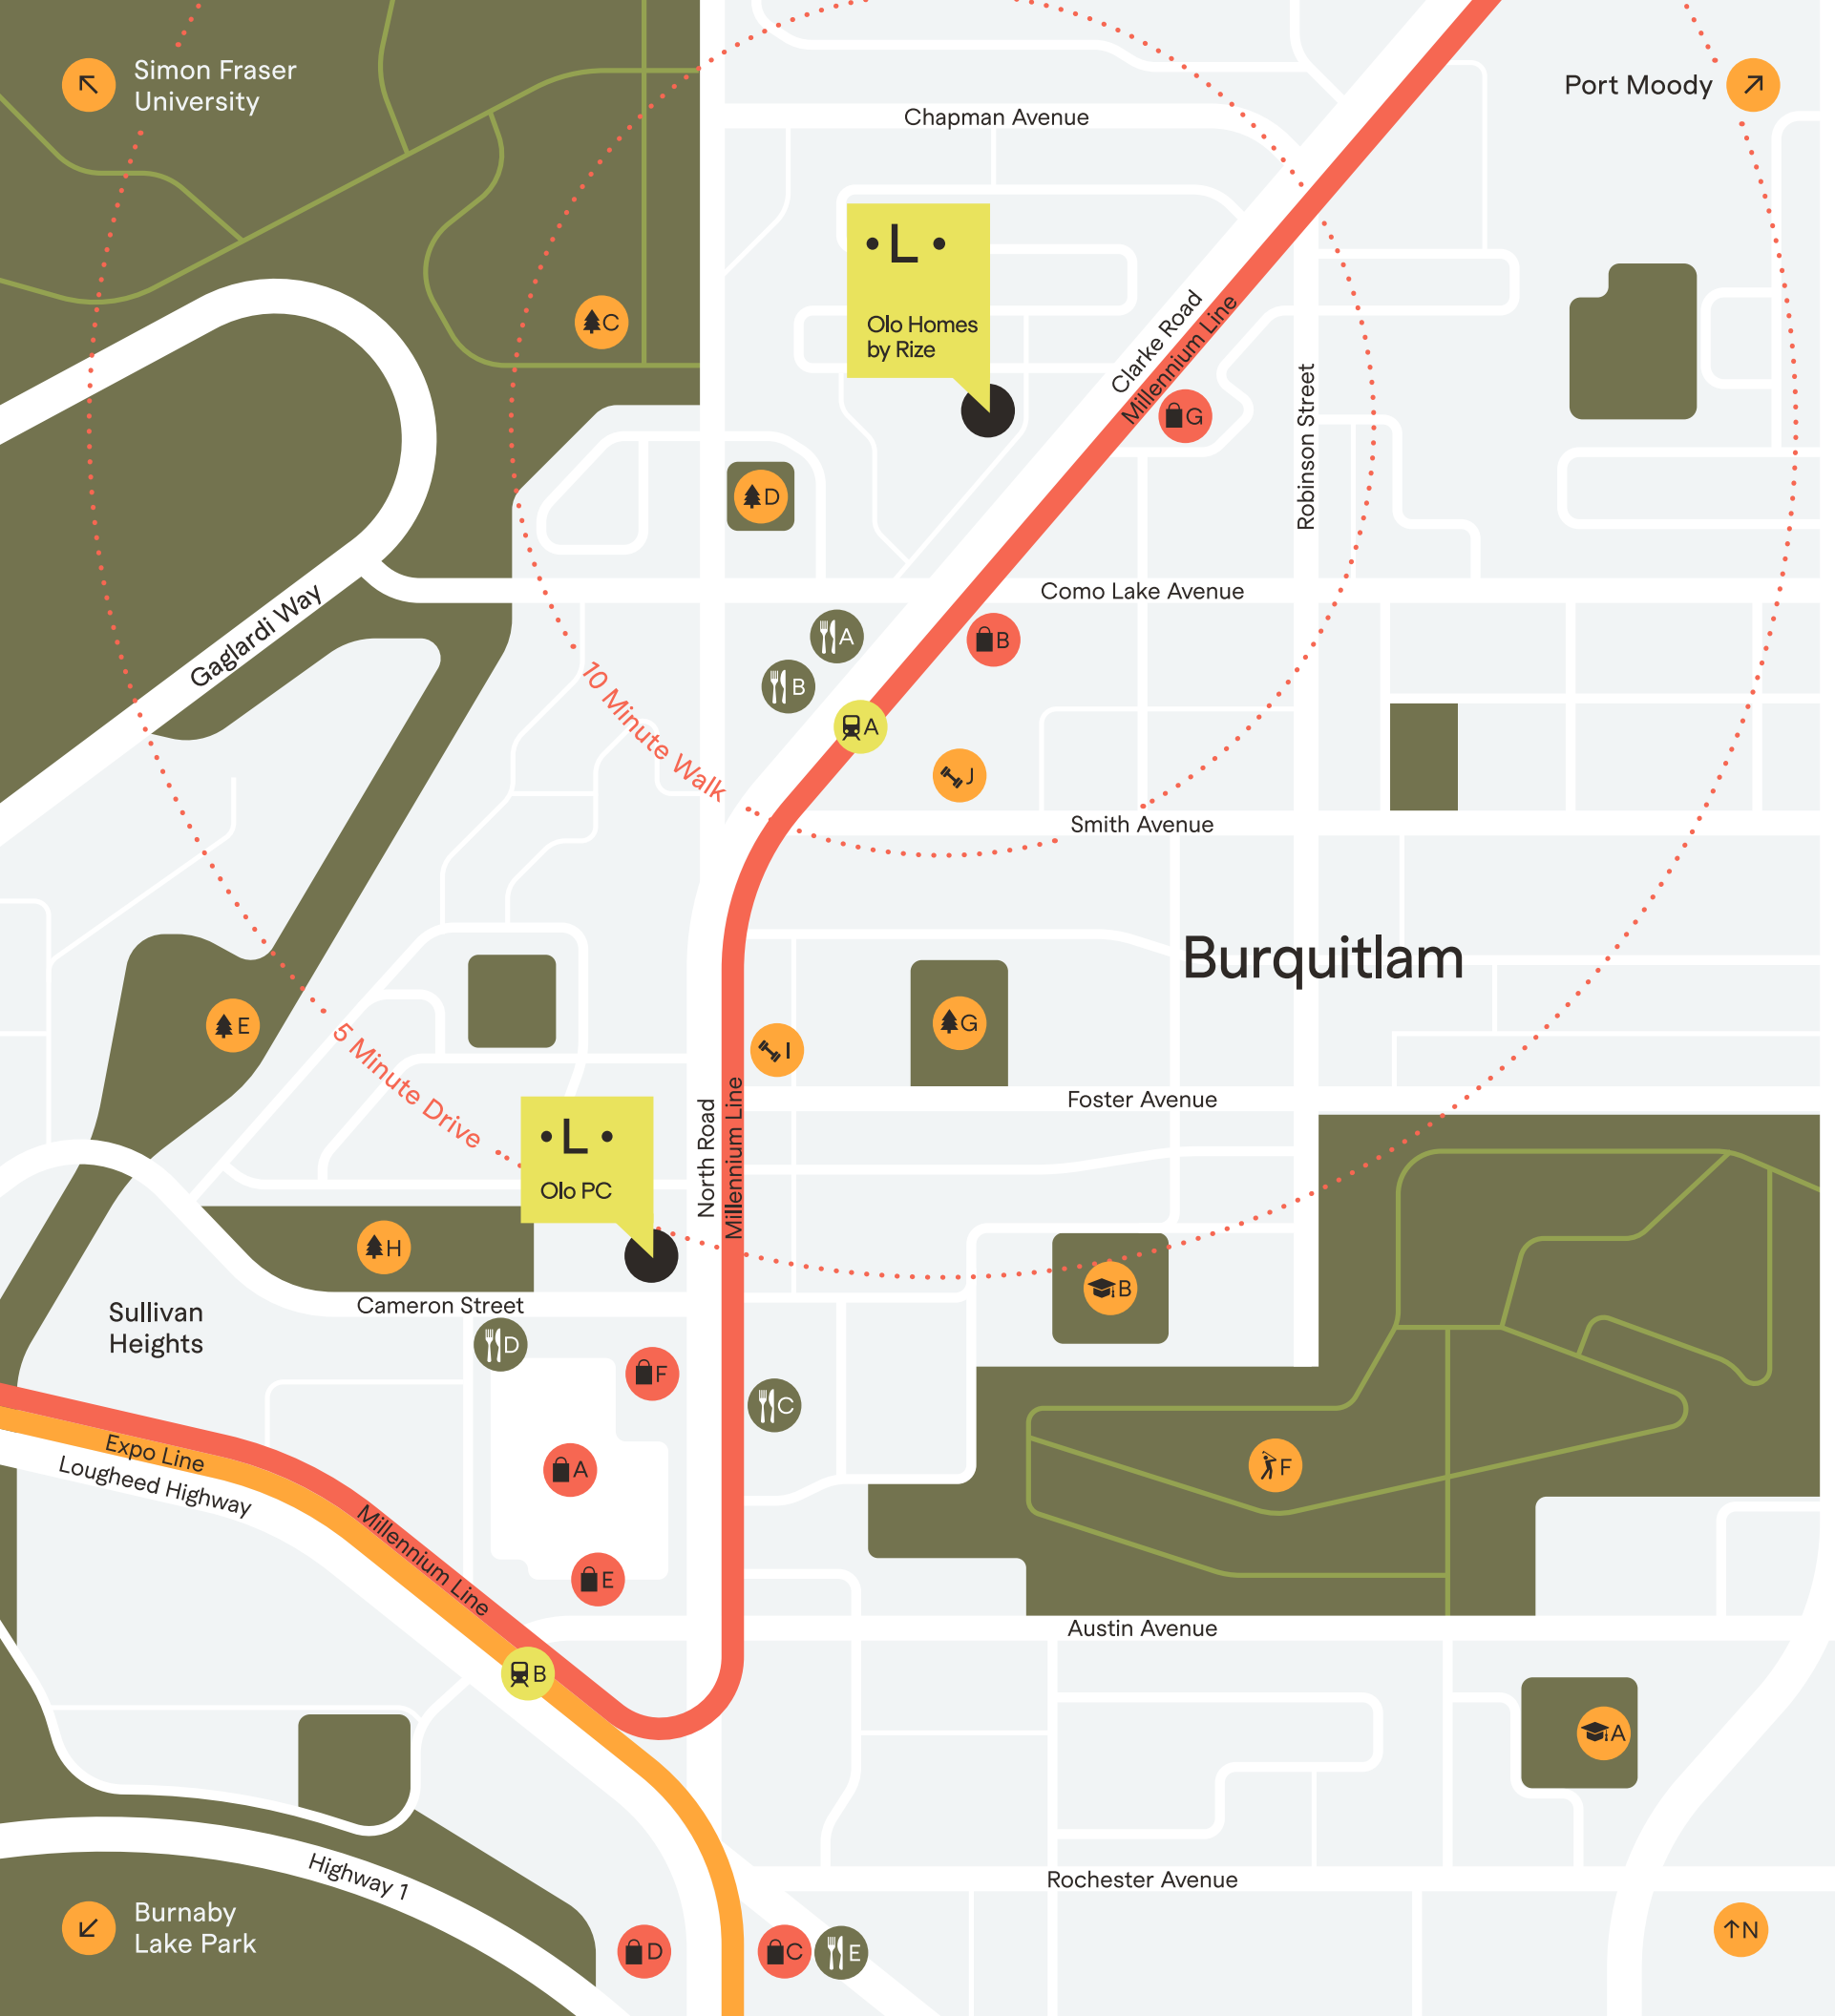 Simon Fraser
University
Port Moody
Chapman Avenue
• L •
Olo Homes
by Rize
C
Clarke Road
Millennium Line
G
Robinson Street
D
Como Lake Avenue
Gaglardi Way
A
B
B
10 Minute Walk
A
J
Smith Avenue
Burquitlam
E
G
I
5 Minute Drive
North Road
Millennium Line
Foster Avenue
• L •
Olo PC
H
B
Cameron Street
Sullivan
Heights
D
F
C
Expo Line
Lougheed Highway
A
F
Millennium Line
E
Austin Avenue
B
A
Highway 1
Rochester Avenue
Burnaby
Lake Park
D
C
E
N